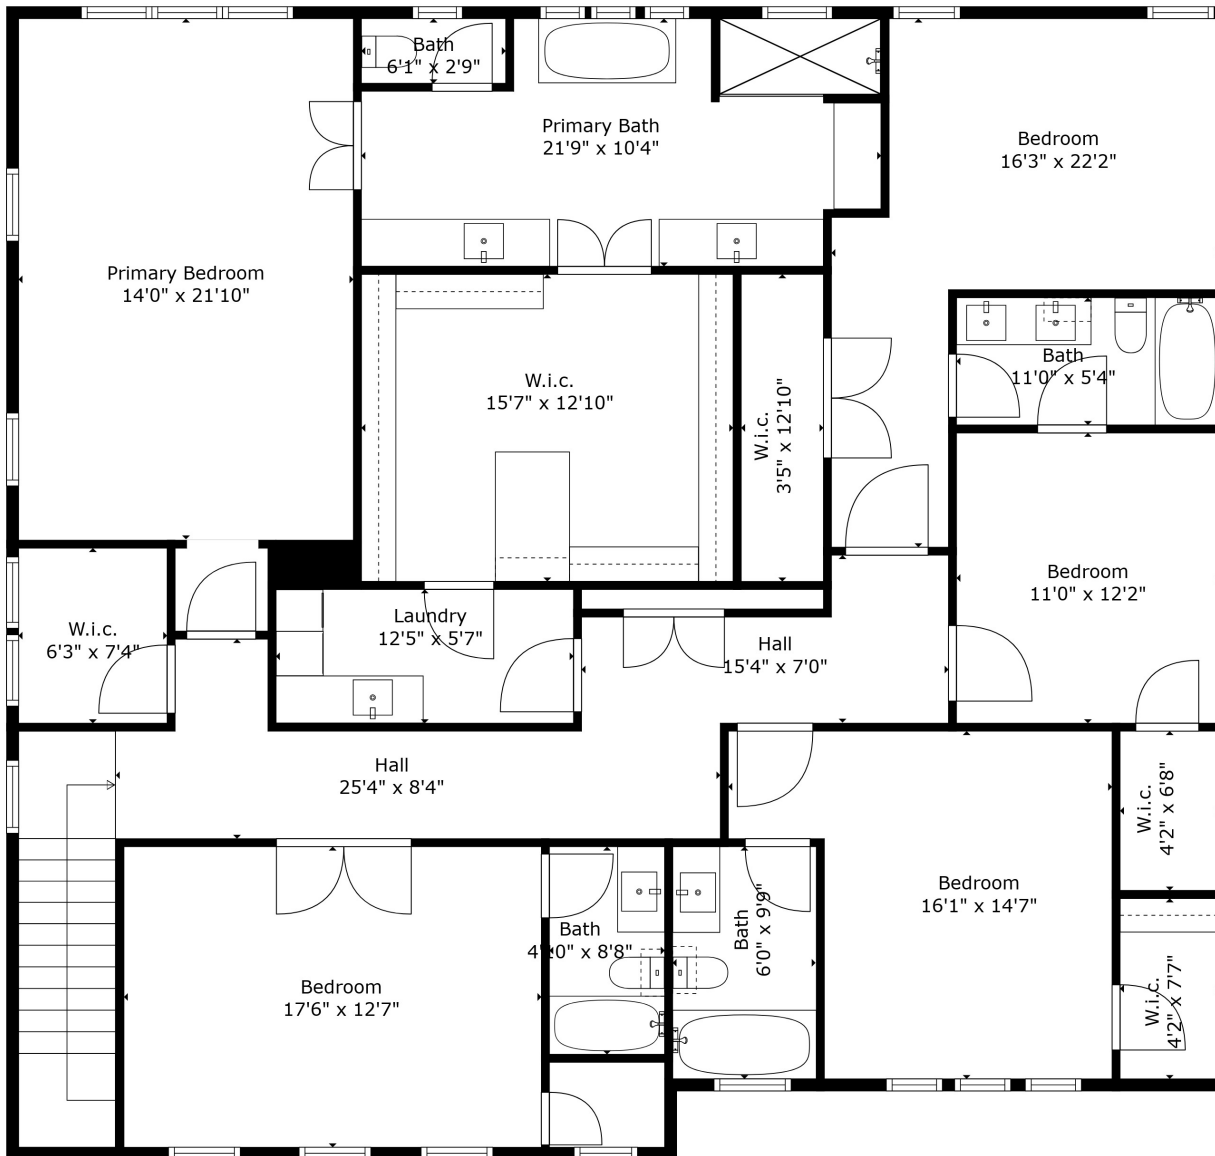 Bath
6'1" x 2'9"
Primary Bath
21'9" x 10'4"
Bedroom
16'3" x 22'2"
Primary Bedroom
14'0" x 21'10"
W.i.c.
15'7" x 12'10"
W.i.c.
3'5" x 12'10"
Bath
11'0" x 5'4"
Bedroom
11'0" x 12'2"
W.i.c.
6'3" x 7'4"
Laundry
12'5" x 5'7"
Hall
15'4" x 7'0"
Hall
25'4" x 8'4"
W.i.c.
4'2" x 6'8"
Bedroom
16'1" x 14'7"
Bath
4'10" x 8'8"
Bath
6'0" x 9'9"
Bedroom
17'6" x 12'7"
W.i.c.
4'2" x 7'7"